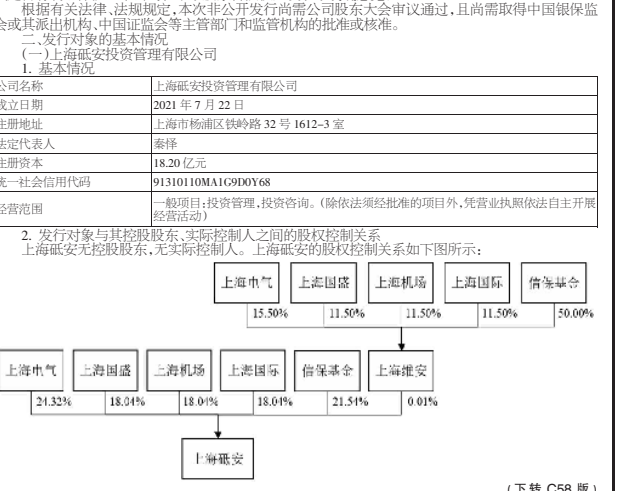 根据有关法律、法规规定,本次非公开发行尚需公司股东大会审议通过,且尚需取得中国银保监
会或其派出机构、中国证监会等主管部门和监管机构的批准或核准。
二、发行对象的基本情况
(一)上海砥安投资管理有限公司
1. 基本情况
公司名称 上海砥安投资管理有限公司
成立日期 2021 年 7 月 22 日
注册地址 上海市杨浦区铁岭路 32 号 1612-3 室
法定代表人 秦怿
注册资本 18.20 亿元
统一社会信用代码 91310110MA1G9D0Y68
经营范围 一般项目:投资管理,投资咨询。(除依法须经批准的项目外,凭营业执照依法自主开展
经营活动)
2. 发行对象与其控股股东、实际控制人之间的股权控制关系
上海砥安无控股股东,无实际控制人。上海砥安的股权控制关系如下图所示:
上海电气 上海国盛 上海机场 上海国际 信保基金
15.50% 11.50% 11.50% 11.50% 50.00%
上海电气 上海国盛 上海机场 上海国际 信保基金 上海维安
24.32% 18.04% 18.04% 18.04% 21.54% 0.01%
上海砥安
(下转 C58 版)